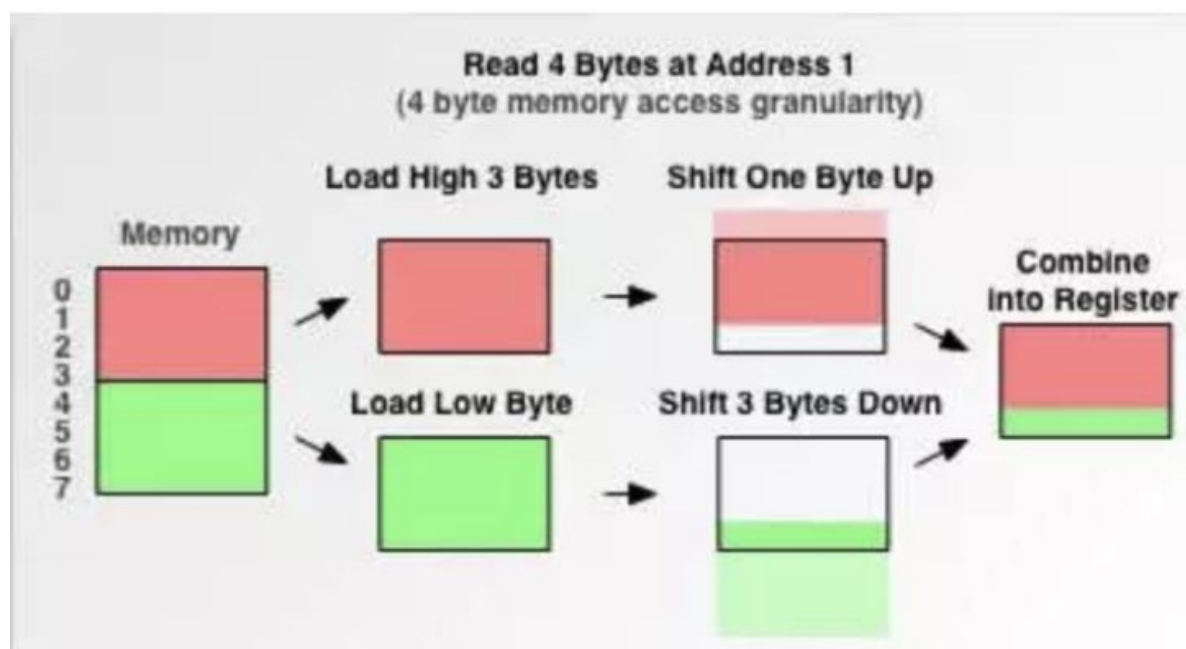 Read 4 Bytes at Address 1
(4 byte memory access granularity)
Load High 3 Bytes
Shift One Byte Up
Memory
0
1
2
3
4
5
6
7
Combine
into Register
Load Low Byte
Shift 3 Bytes Down